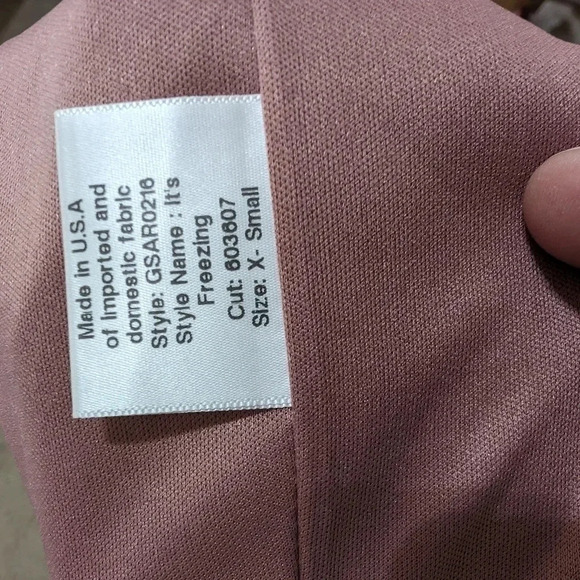 Made in U.S.A
of Imported and
domestic fabric
Style: GSAR0216
Style Name : It's
Freezing
Cut: 603607
Size: X- Small